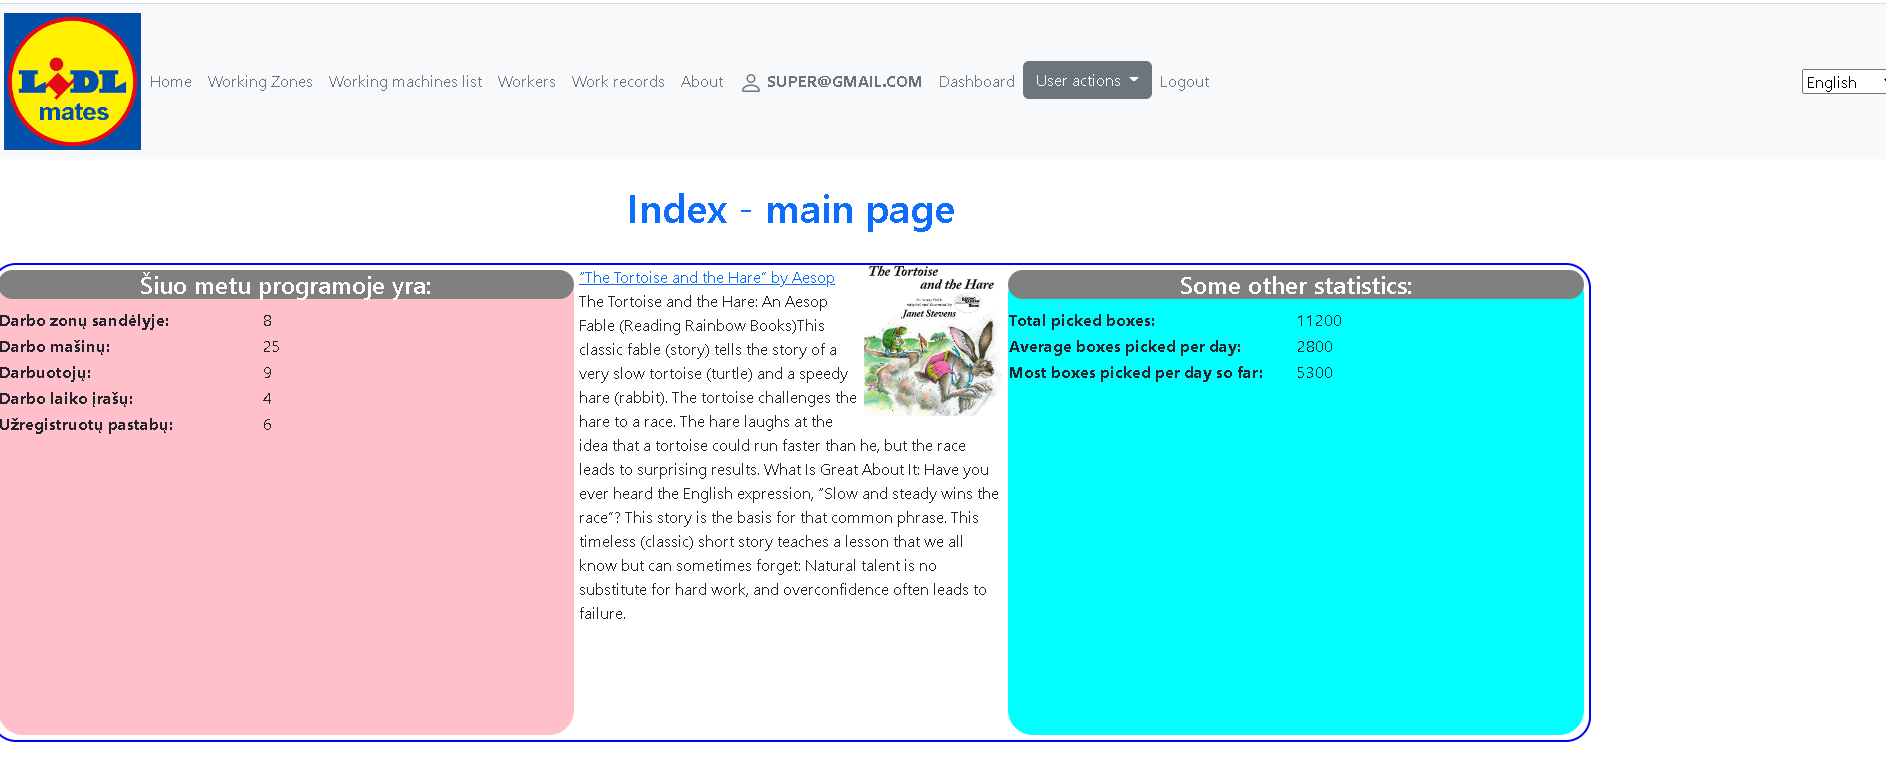 LIDL
mates
Home Working Zones Working machines list Workers Work records About SUPER@GMAIL.COM Dashboard User actions Logout English
Index - main page
Šiuo metu programoje yra:
Darbo zonų sandėlyje: 8
Darbo mašinų: 25
Darbuotojų: 9
Darbo laiko įrašų: 4
Užregistruotų pastabų: 6
"The Tortoise and the Hare" by Aesop
The Tortoise and the Hare: An Aesop
Fable (Reading Rainbow Books)This
classic fable (story) tells the story of a
very slow tortoise (turtle) and a speedy
hare (rabbit). The tortoise challenges the
hare to a race. The hare laughs at the
idea that a tortoise could run faster than he, but the race
leads to surprising results. What Is Great About It: Have you
ever heard the English expression, "Slow and steady wins the
race"? This story is the basis for that common phrase. This
timeless (classic) short story teaches a lesson that we all
know but can sometimes forget: Natural talent is no
substitute for hard work, and overconfidence often leads to
failure.
The Tortoise
and the Hare
Janet Stevens
Some other statistics:
Total picked boxes: 11200
Average boxes picked per day: 2800
Most boxes picked per day so far: 5300